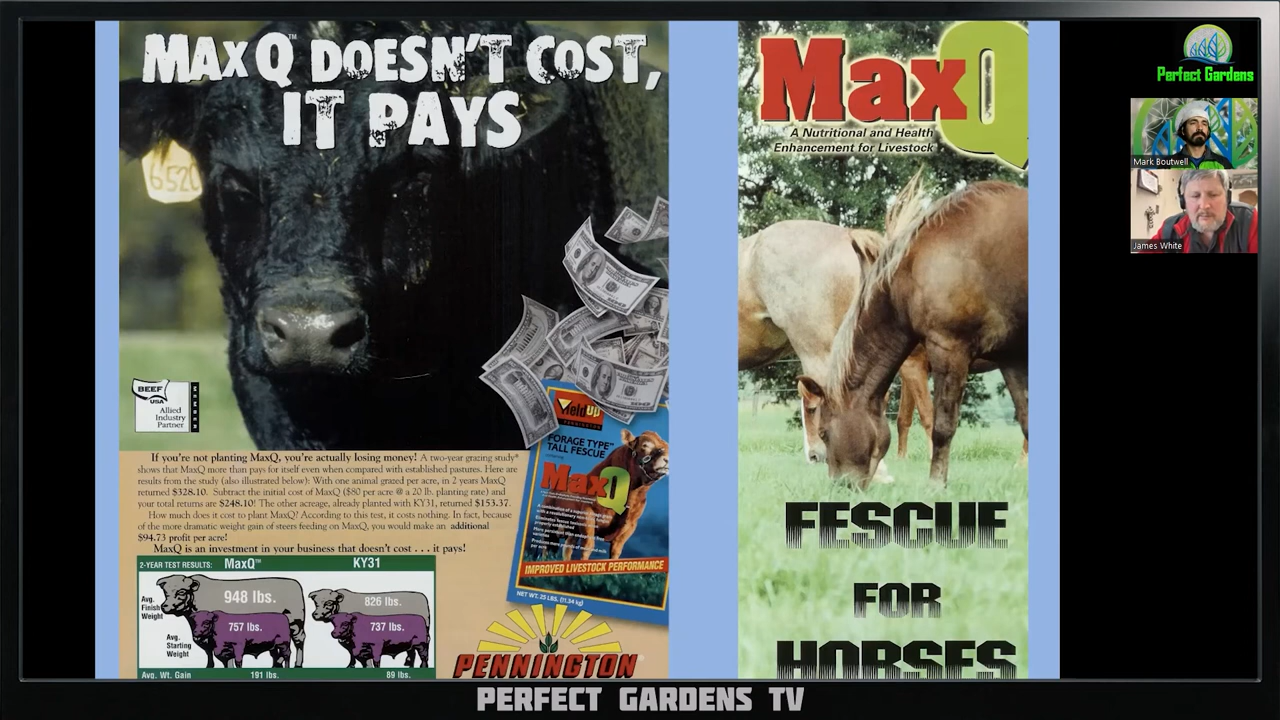 MAXQ™ DOESN'T COST,
IT PAYS
6520
BEEF
USA
MEMBER
Allied
Industry
Partner
YieldUp
PENNINGTON
FORAGE TYPE™
TALL FESCUE
MaxQ
IMPROVED LIVESTOCK PERFORMANCE
NET WT. 25 LBS. (11.34 kg)
If you're not planting MaxQ, you're actually losing money! A two-year grazing study*
shows that MaxQ more than pays for itself even when compared with established pastures. Here are
results from the study (also illustrated below): With one animal grazed per acre, in 2 years MaxQ
returned $328.10. Subtract the initial cost of MaxQ ($80 per acre @ a 20 lb. planting rate) and
your total returns are $248.10! The other acreage, already planted with KY31, returned $153.37.
How much does it cost to plant MaxQ? According to this test, it costs nothing. In fact, because
of the more dramatic weight gain of steers feeding on MaxQ, you would make an additional
$94.73 profit per acre!
MaxQ is an investment in your business that doesn't cost . . . it pays!
2-YEAR TEST RESULTS: MaxQ™ KY31
Avg.
Finish
Weight
948 lbs. 826 lbs.
Avg.
Starting
Weight
757 lbs. 737 lbs.
Avg. Wt. Gain 191 lbs. 89 lbs.
PENNINGTON
MaxQ
A Nutritional and Health
Enhancement for Livestock
FESCUE
FOR
HORSES
Perfect Gardens
Mark Boutwell
James White
PERFECT GARDENS TV